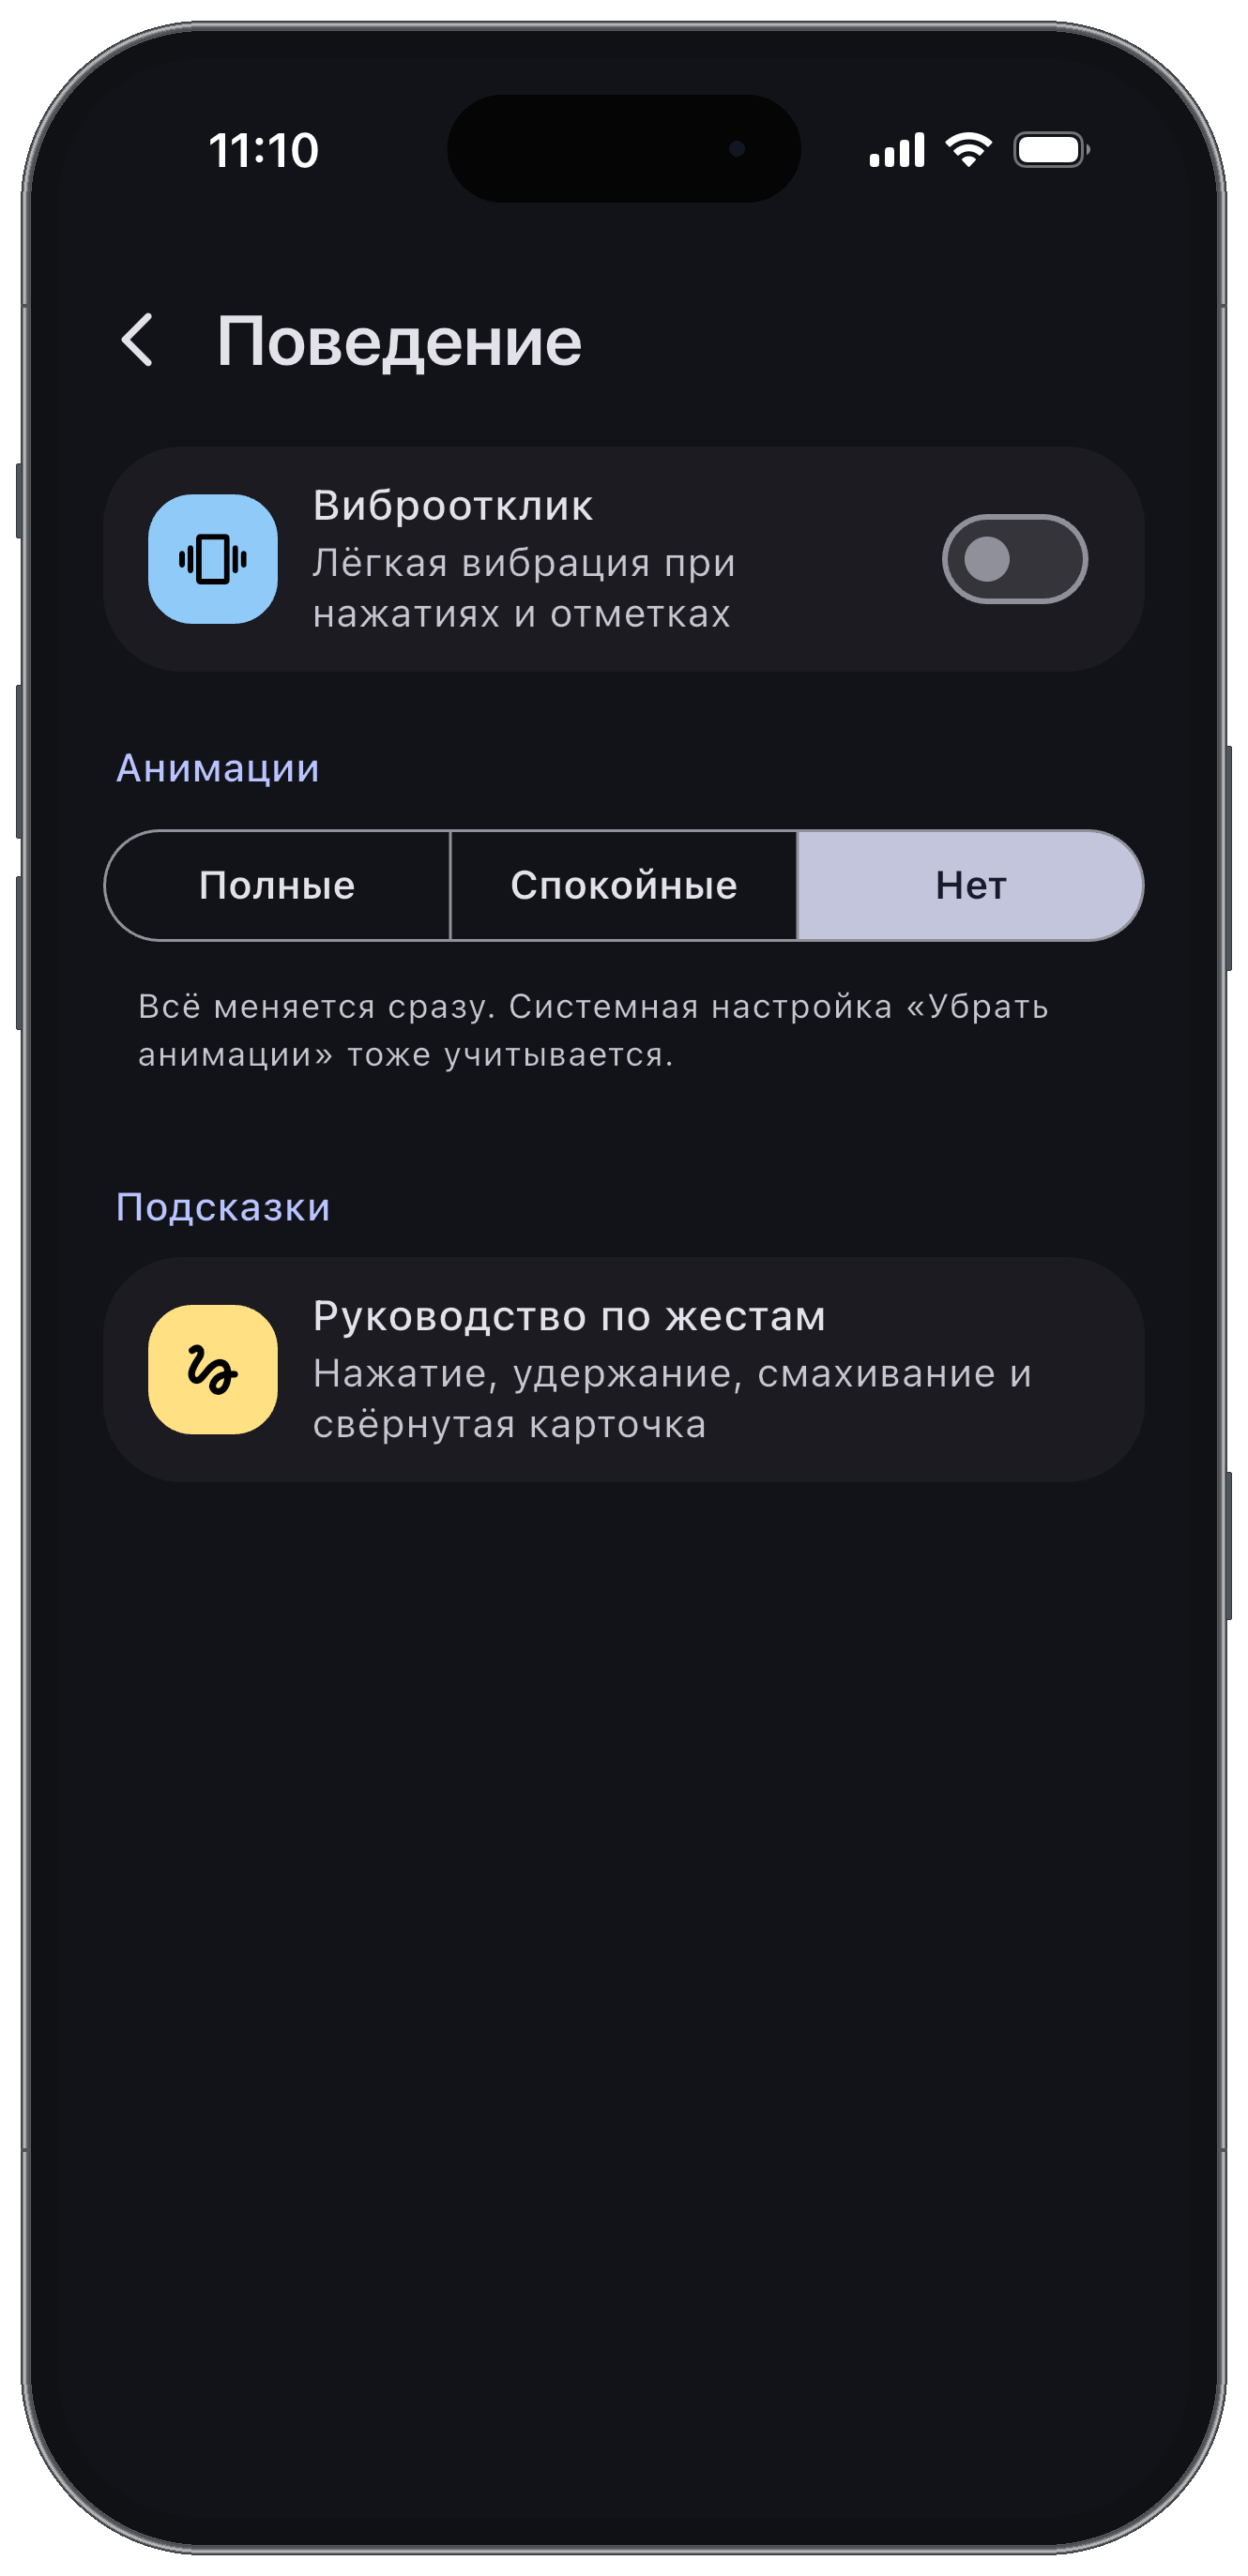 11:10
Поведение
Виброотклик
Лёгкая вибрация при
нажатиях и отметках
Анимации
Полные
Спокойные
Нет
Всё меняется сразу. Системная настройка «Убрать
анимации» тоже учитывается.
Подсказки
Руководство по жестам
Нажатие, удержание, смахивание и
свёрнутая карточка